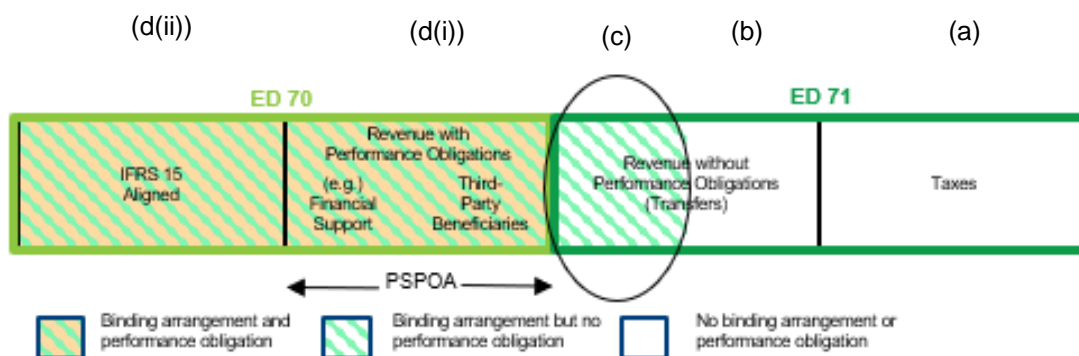 (d(ii)) (d(i)) (c) (b) (a)
ED 70 ED 71
IFRS 15
Aligned
Revenue with
Performance Obligations
(e.g.)
Financial
Support
Third-
Party
Beneficiaries
Revenue without
Performance Obligations
(Transfers)
Taxes
PSPOA
Binding arrangement and
performance obligation
Binding arrangement but no
performance obligation
No binding arrangement or
performance obligation